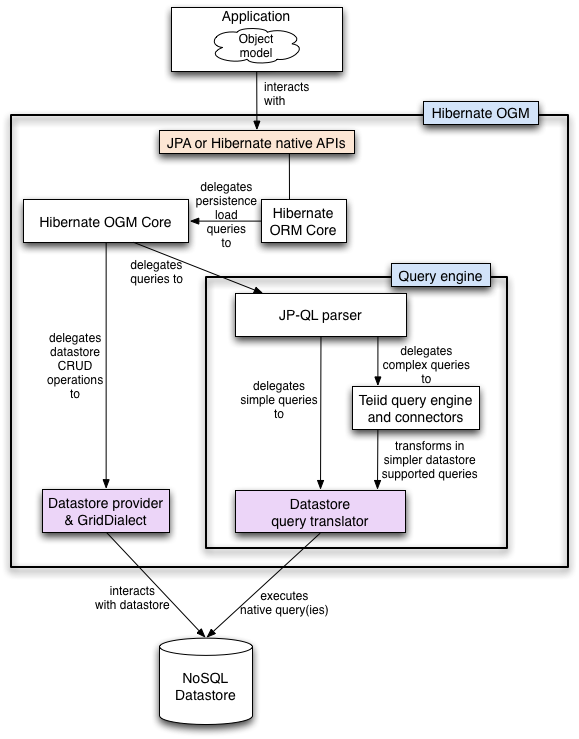 Application
Object
model
interacts
with
Hibernate OGM
JPA or Hibernate native APIs
delegates
persistence
load
queries
to
Hibernate OGM Core
Hibernate
ORM Core
delegates
queries to
Query engine
JP-QL parser
delegates
datastore
CRUD
operations
to
delegates
simple queries
to
delegates
complex queries
to
Teiid query engine
and connectors
transforms in
simpler datastore
supported queries
Datastore provider
& GridDialect
Datastore
query translator
interacts
with datastore
executes
native query(ies)
NoSQL
Datastore